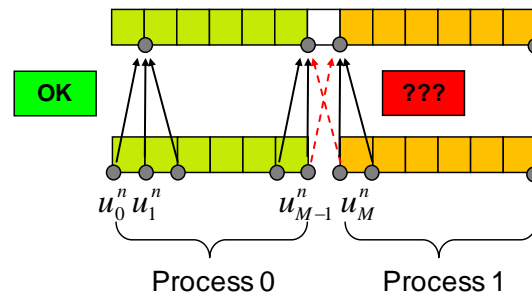 OK
???
u_0^n u_1^n u_{M-1}^n u_M^n
Process 0 Process 1